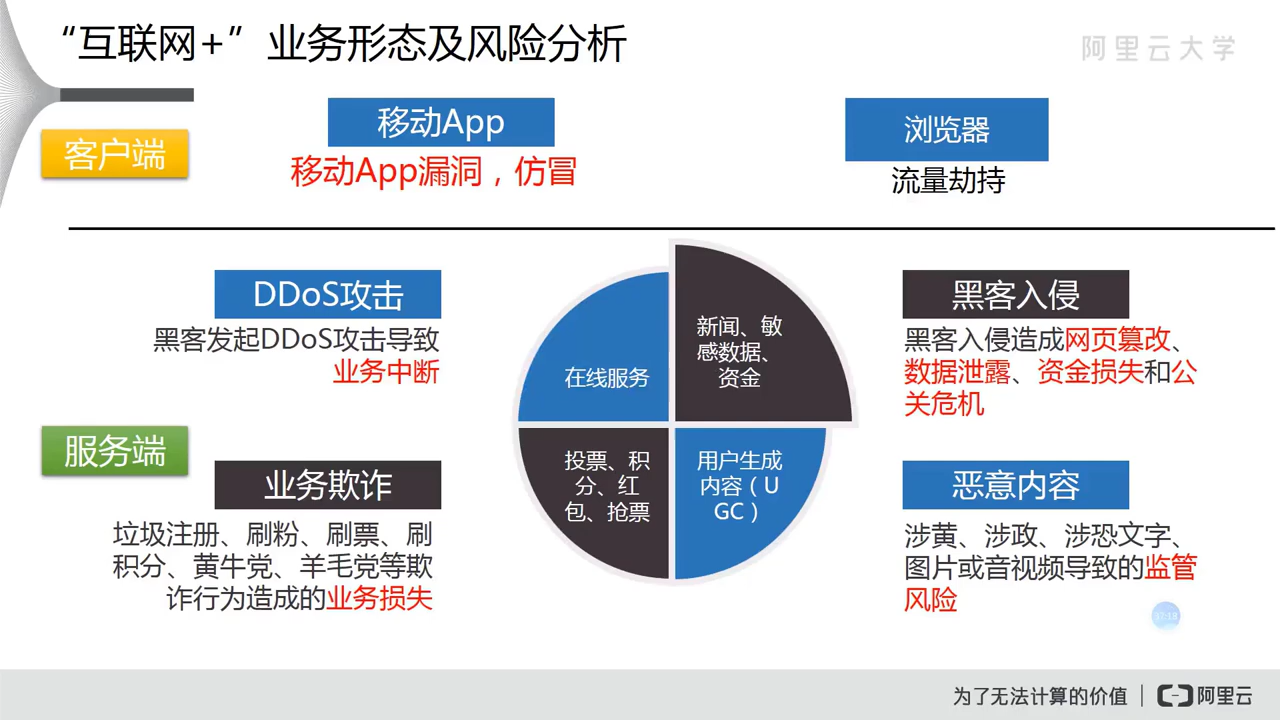 “互联网+”业务形态及风险分析
阿里云大学
移动App
浏览器
客户端
移动App漏洞，仿冒
流量劫持
DDoS攻击
黑客发起DDoS攻击导致
业务中断
在线服务
新闻、敏
感数据、
资金
黑客入侵
黑客入侵造成网页篡改、
数据泄露、资金损失和公
关危机
服务端
业务欺诈
垃圾注册、刷粉、刷票、刷
积分、黄牛党、羊毛党等欺
诈行为造成的业务损失
投票、积
分、红
包、抢票
用户生成
内容（U
GC）
恶意内容
涉黄、涉政、涉恐文字、
图片或音视频导致的监管
风险
为了无法计算的价值
阿里云